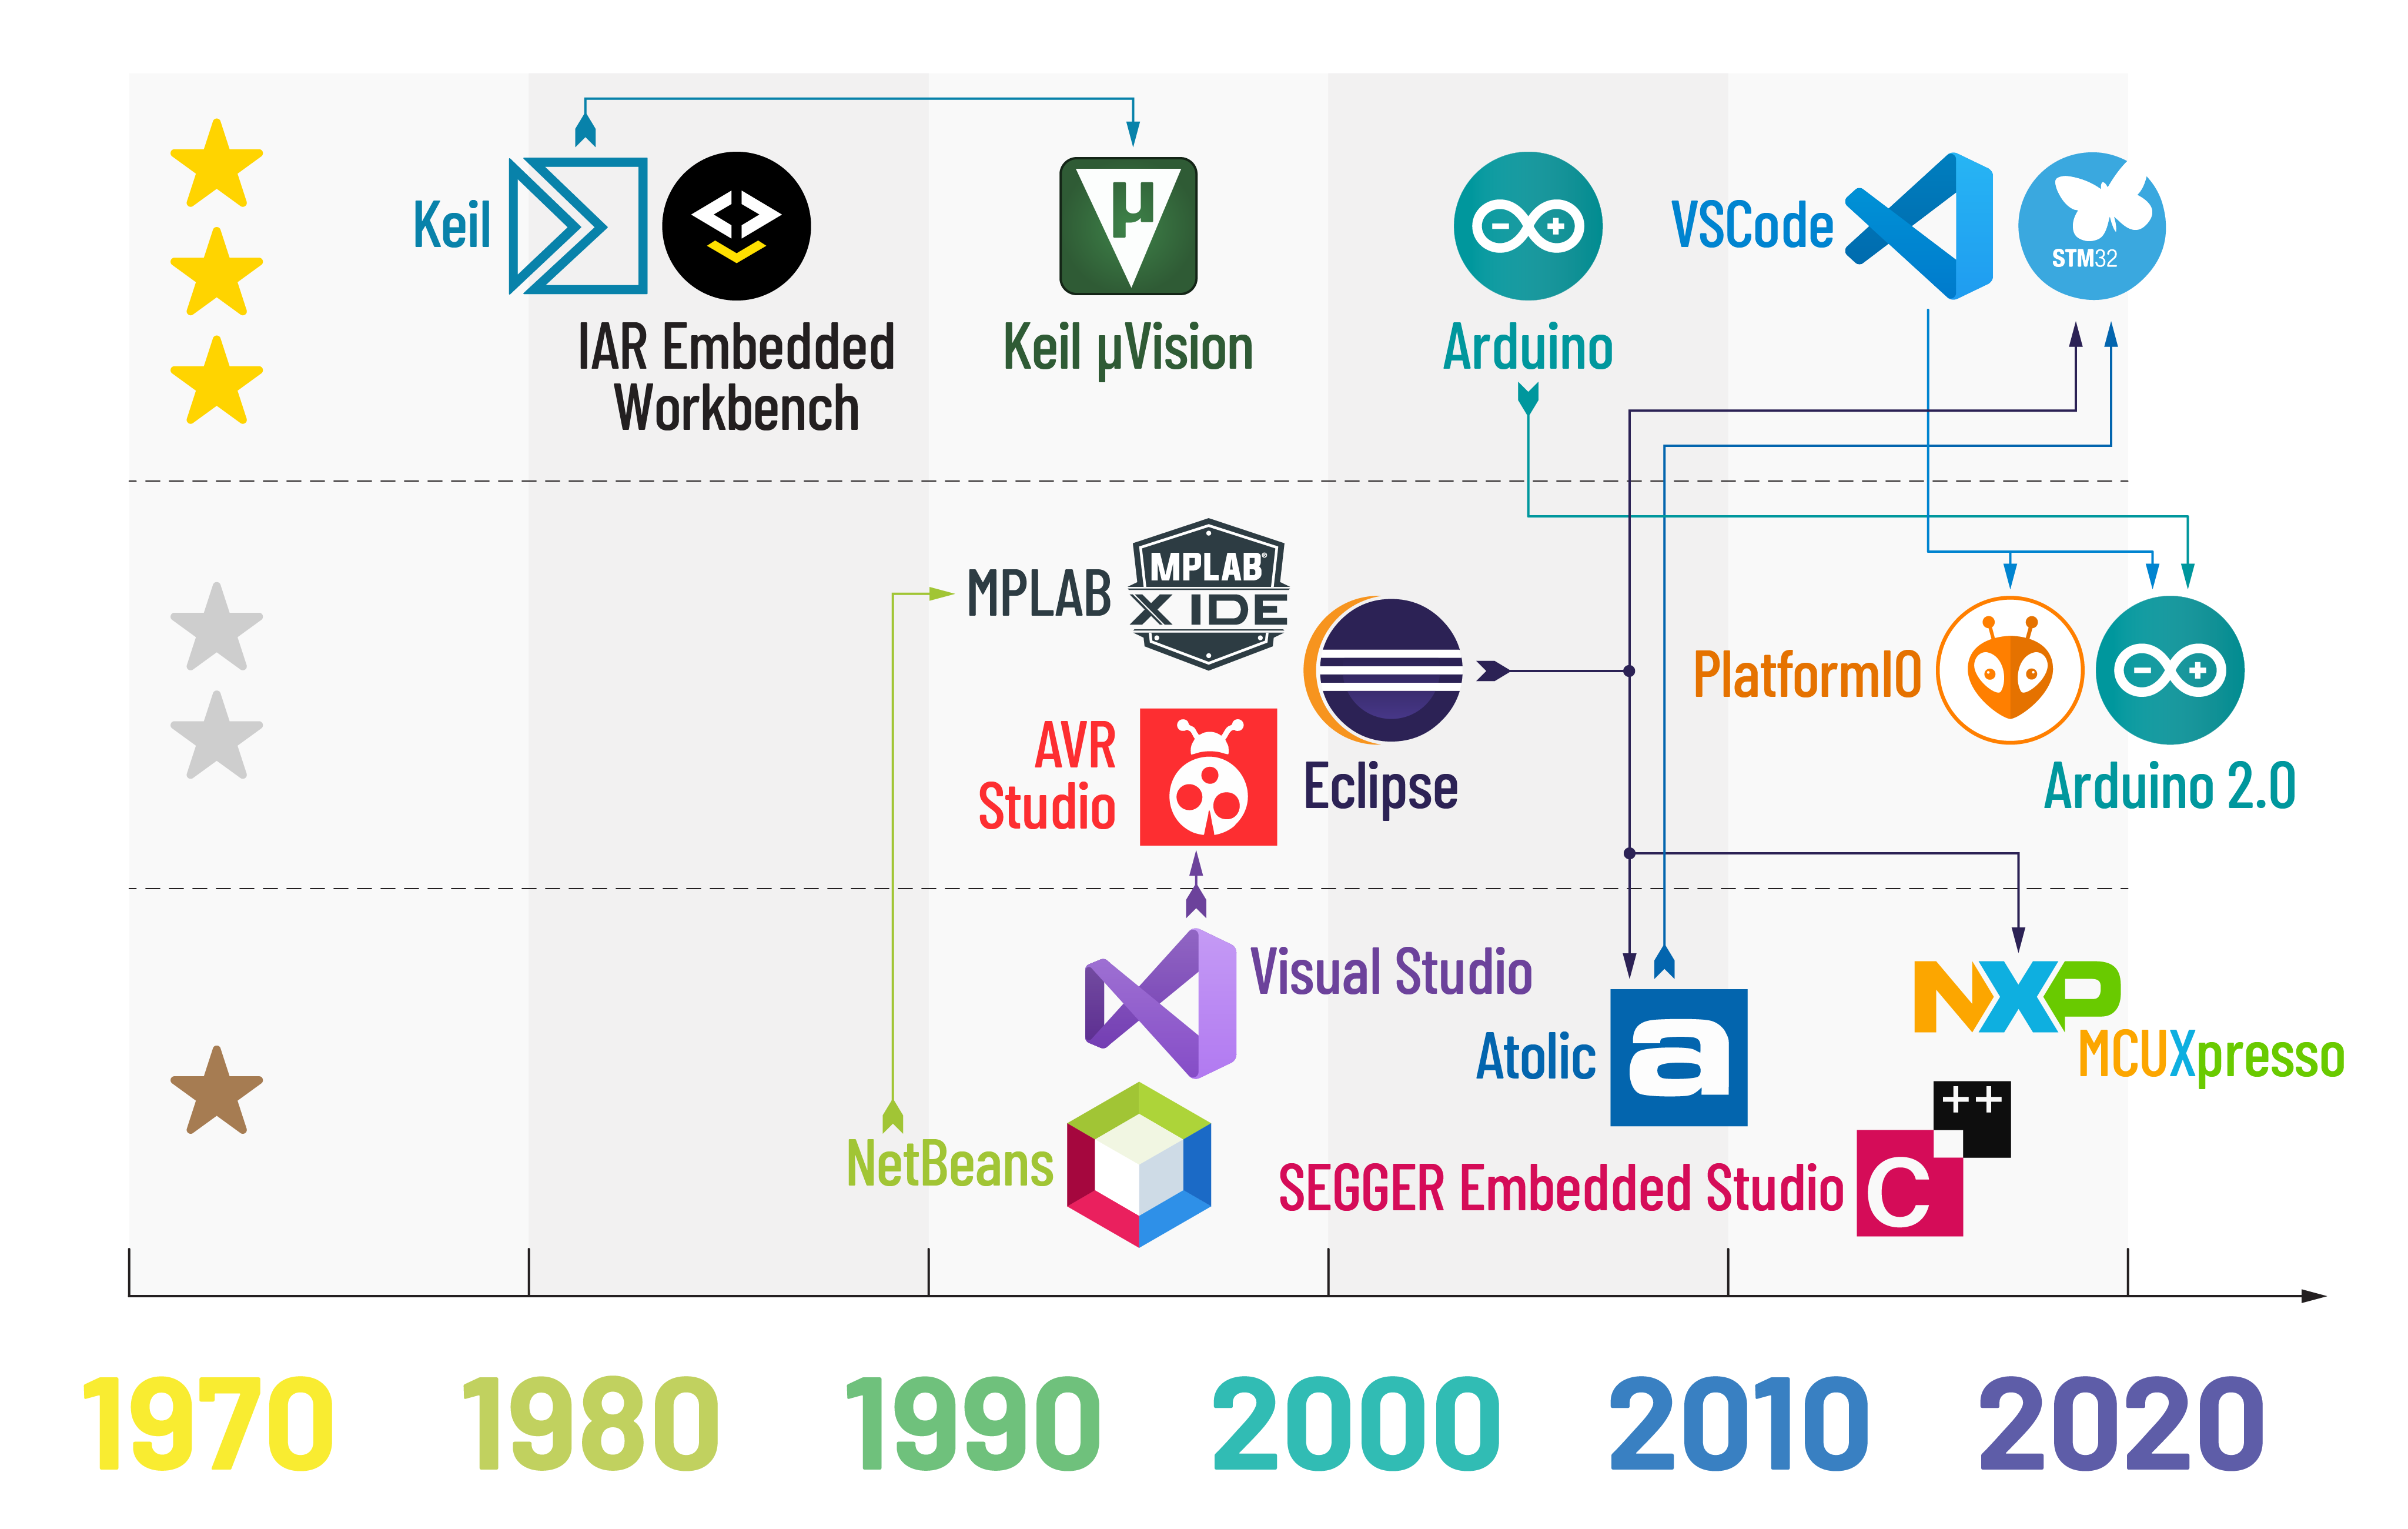 Keil
IAR Embedded
Workbench
µ
Keil µVision
Arduino
VSCode
STM32
MPLAB
MPLAB®
X IDE
AVR
Studio
Eclipse
PlatformIO
Arduino 2.0
Visual Studio
Atolic
a
NXP
MCUXpresso
NetBeans
SEGGER Embedded Studio
C
++
1970
1980
1990
2000
2010
2020